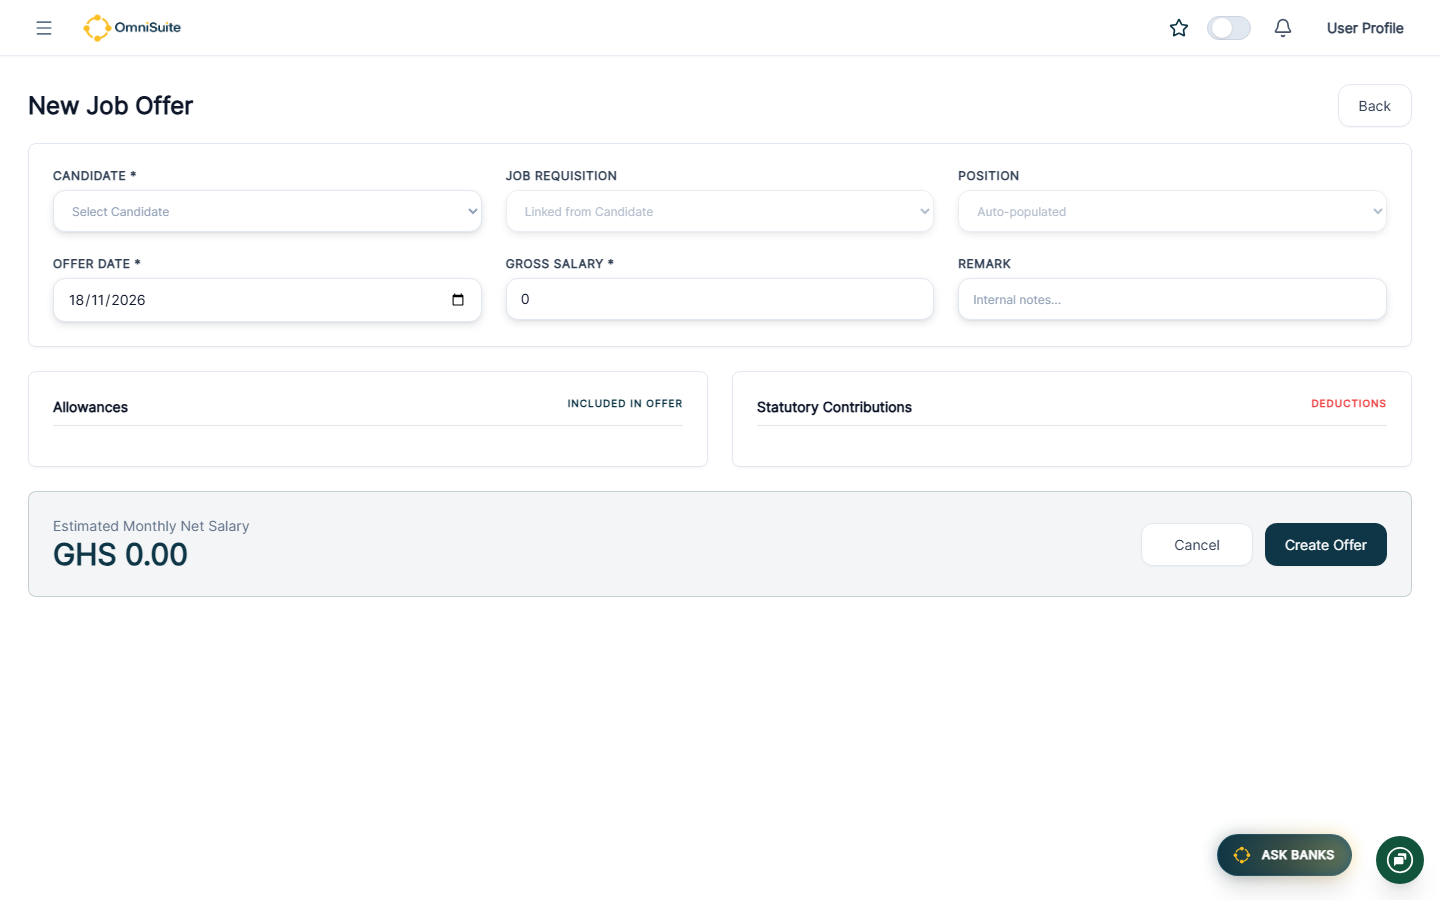 OmniSuite
User Profile
New Job Offer
Back
CANDIDATE *
JOB REQUISITION
POSITION
Select Candidate
Linked from Candidate
Auto-populated
OFFER DATE *
GROSS SALARY *
REMARK
18/11/2026
0
Internal notes...
Allowances
INCLUDED IN OFFER
Statutory Contributions
DEDUCTIONS
Estimated Monthly Net Salary
GHS 0.00
Cancel
Create Offer
ASK BANKS